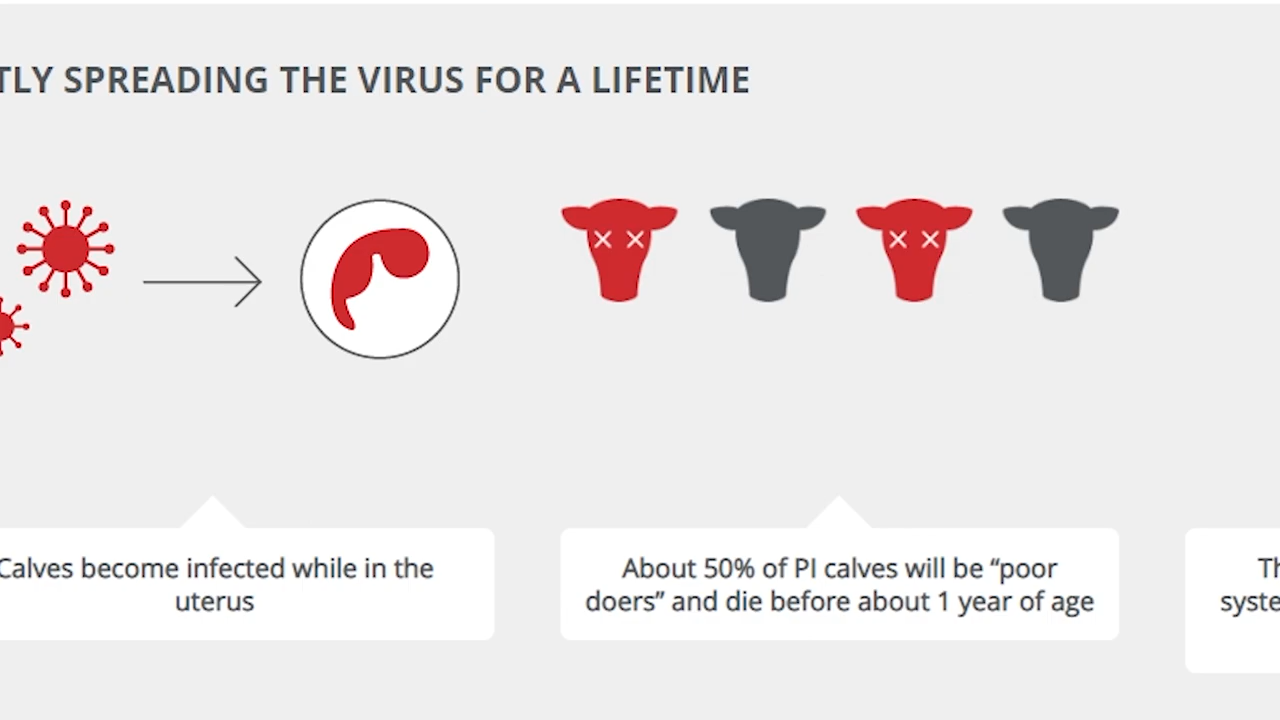 TLY SPREADING THE VIRUS FOR A LIFETIME
Calves become infected while in the
uterus
About 50% of PI calves will be “poor
doers” and die before about 1 year of age
Th
syste